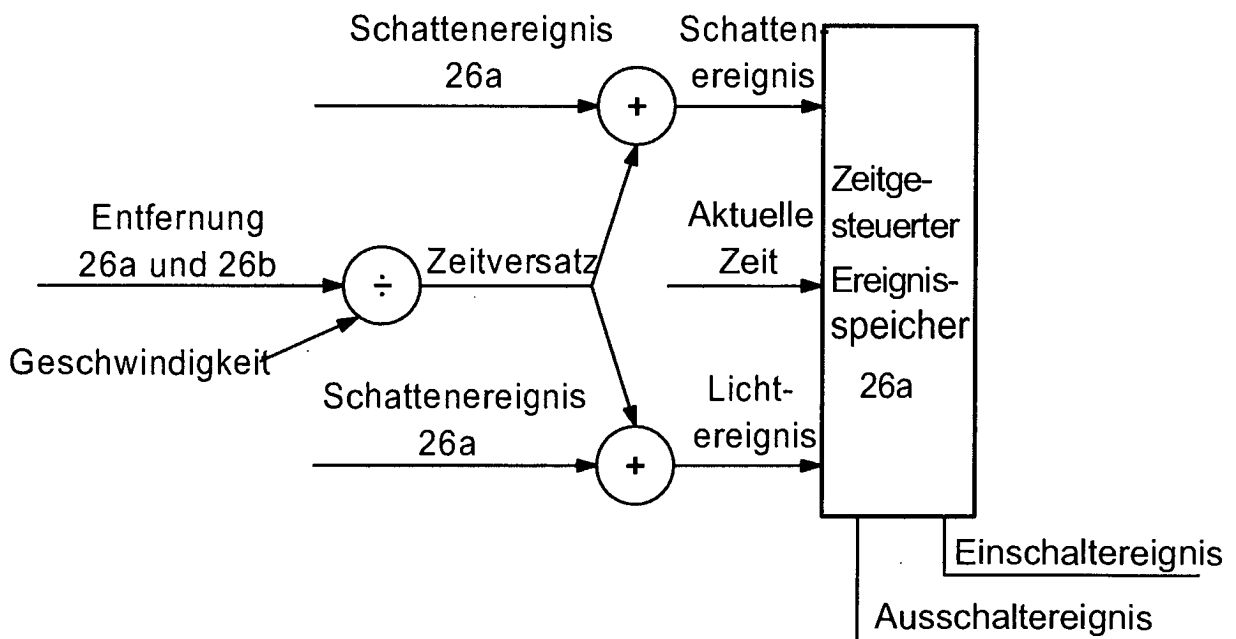 Schattenereignis
26a
+
Schatten-
ereignis
Entfernung
26a und 26b
÷
Geschwindigkeit
Zeitversatz
Aktuelle
Zeit
Schattenereignis
26a
+
Licht-
ereignis
Zeitge-
steuerter
Ereignis-
speicher
26a
Einschaltereignis
Ausschaltereignis